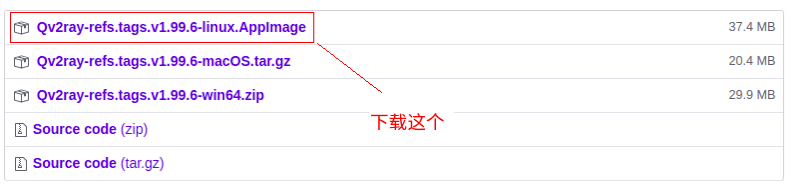 Qv2ray-refs.tags.v1.99.6-linux.AppImage 37.4 MB
Qv2ray-refs.tags.v1.99.6-macOS.tar.gz 20.4 MB
Qv2ray-refs.tags.v1.99.6-win64.zip 29.9 MB
下载这个
Source code (zip)
Source code (tar.gz)